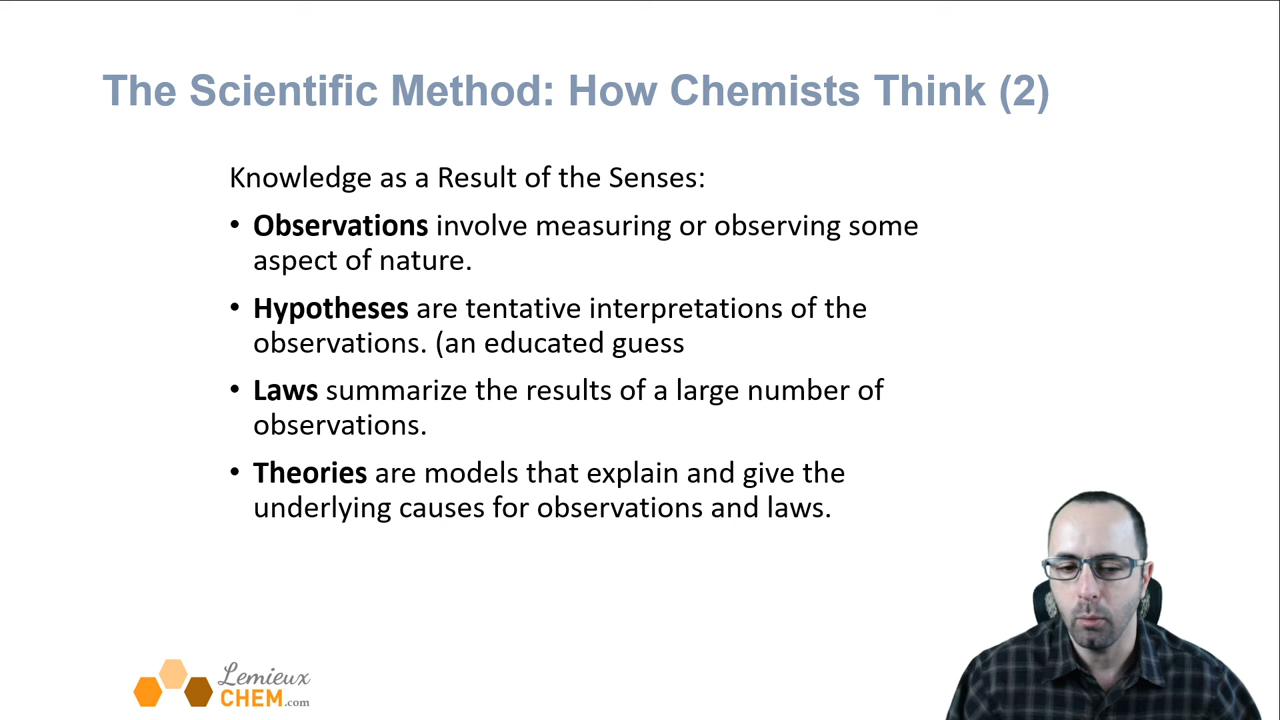 The Scientific Method: How Chemists Think (2)
Knowledge as a Result of the Senses:
• Observations involve measuring or observing some
aspect of nature.
• Hypotheses are tentative interpretations of the
observations. (an educated guess
• Laws summarize the results of a large number of
observations.
• Theories are models that explain and give the
underlying causes for observations and laws.
Lemieux
CHEM.com